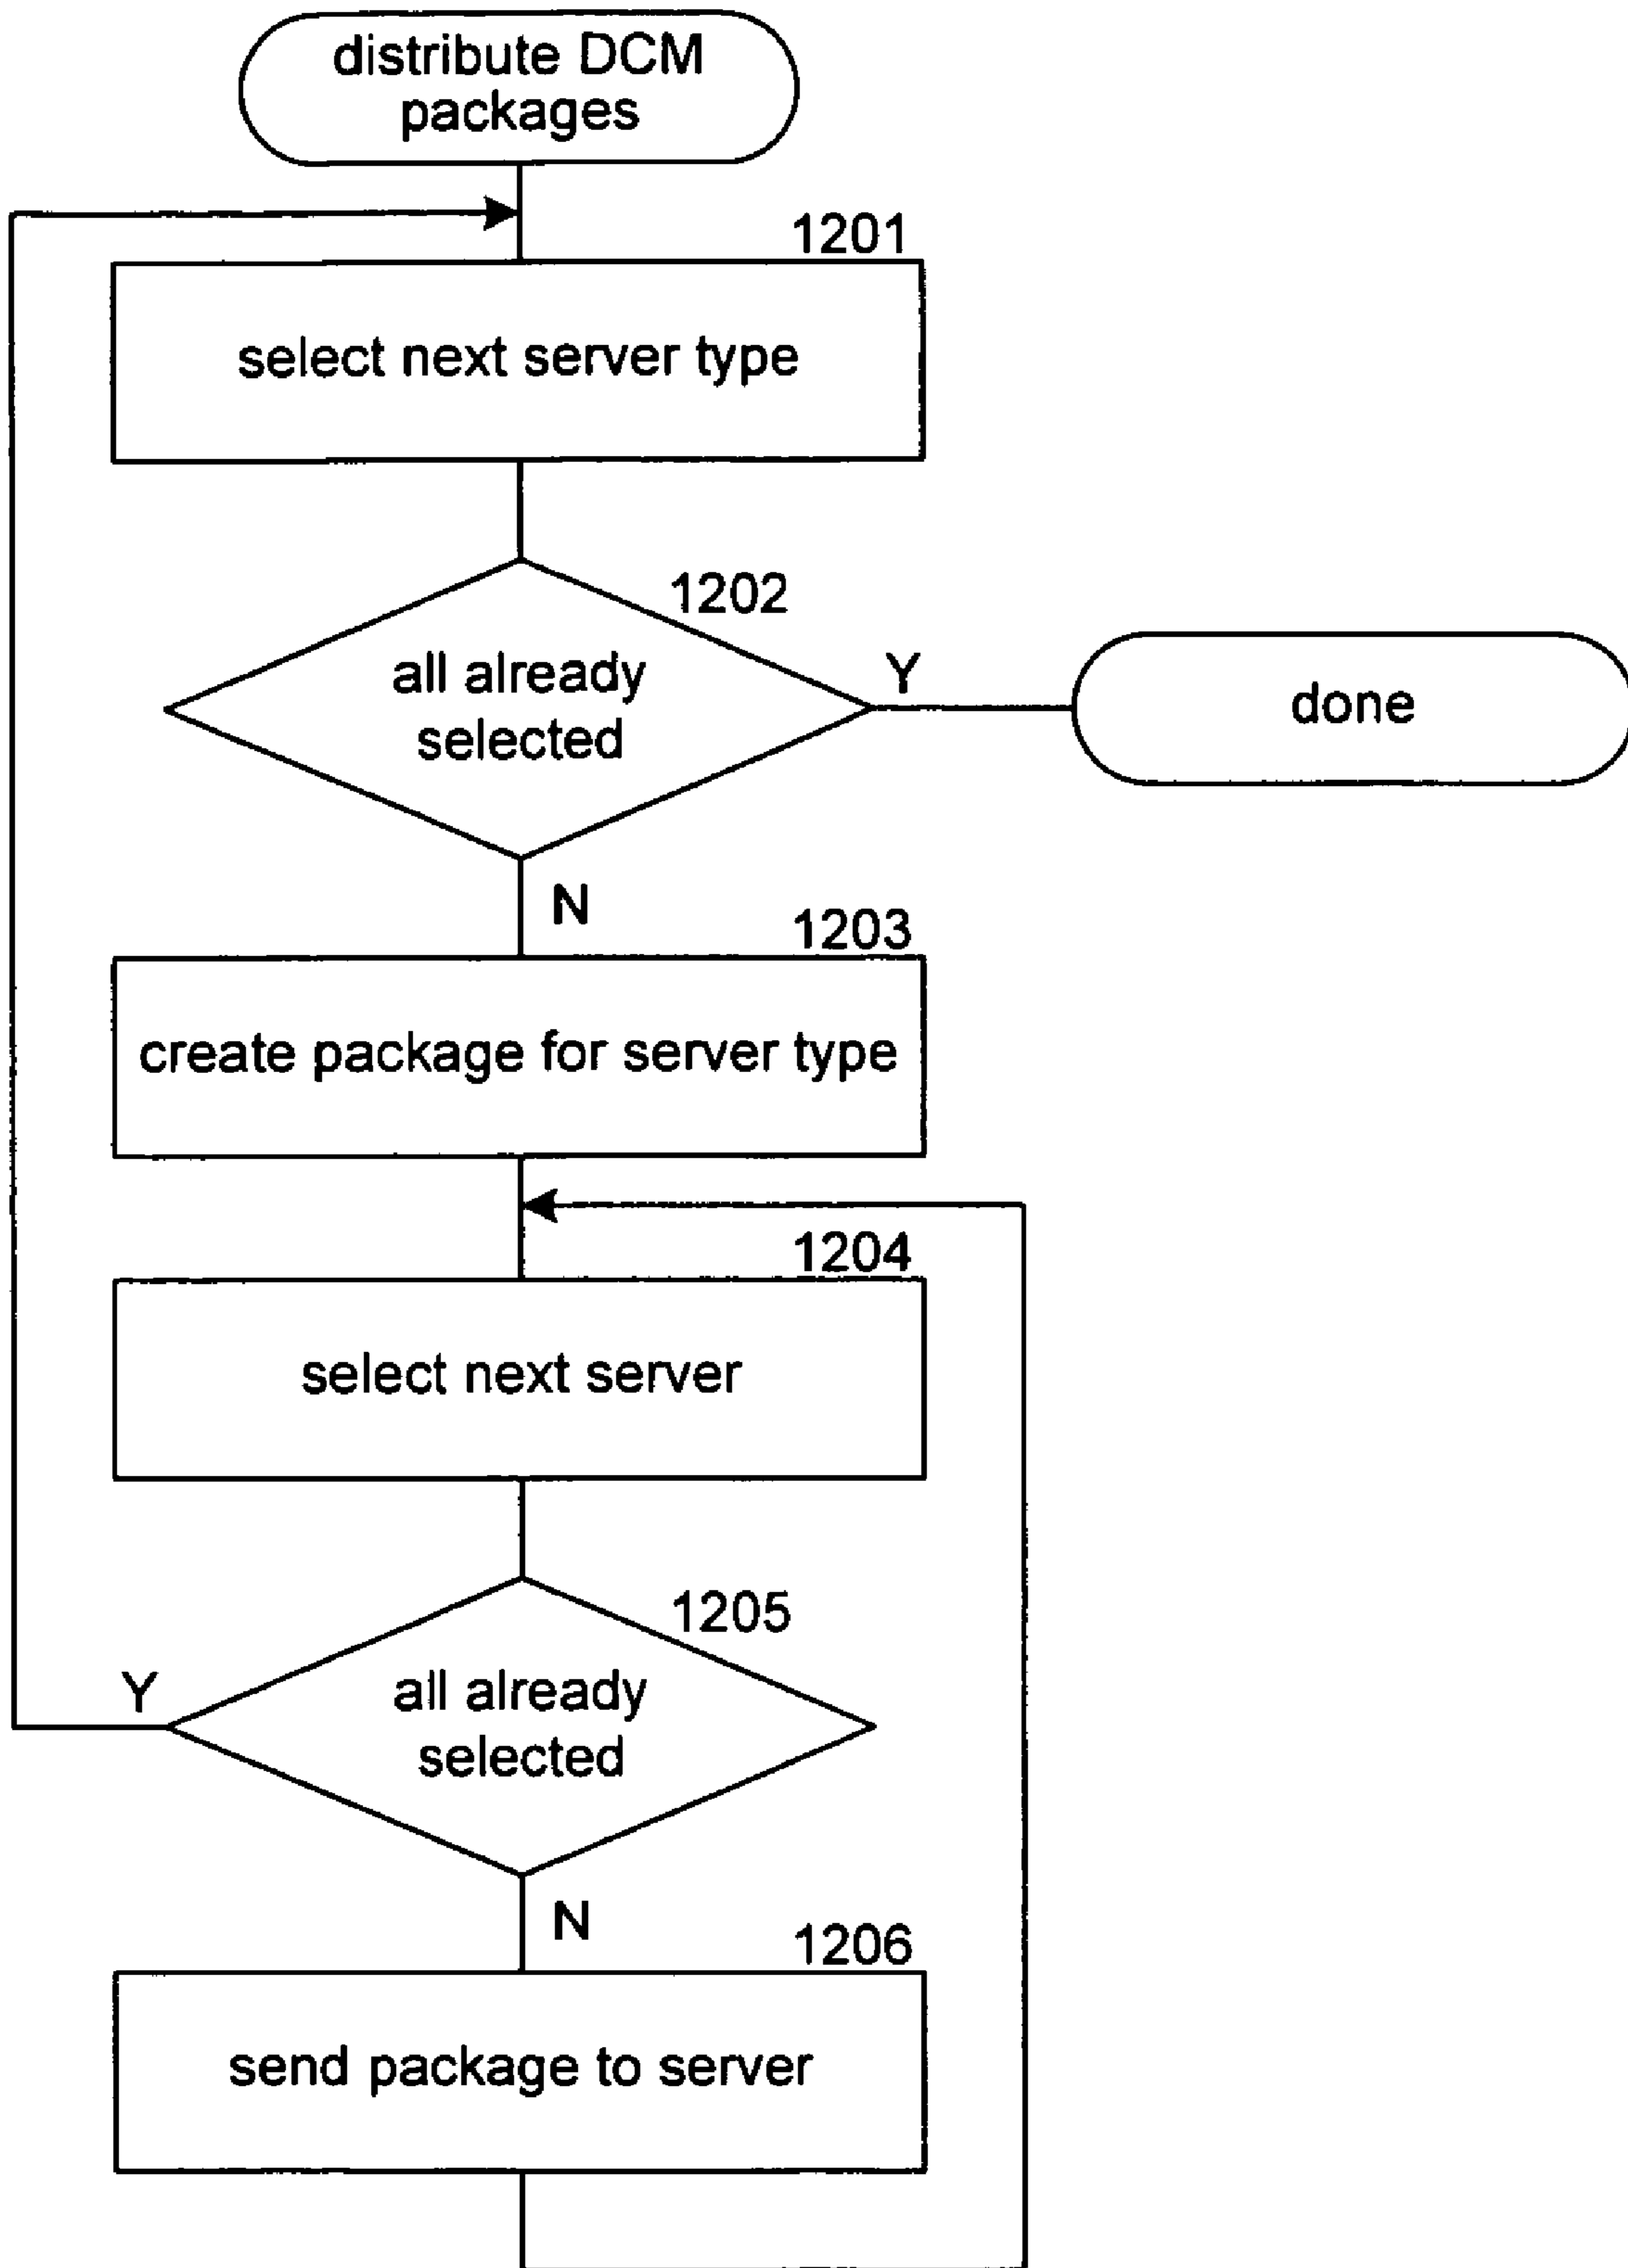 distribute DCM
packages
1201
select next server type
1202
all already
selected
Y
done
N
1203
create package for server type
1204
select next server
1205
all already
selected
Y
N
1206
send package to server